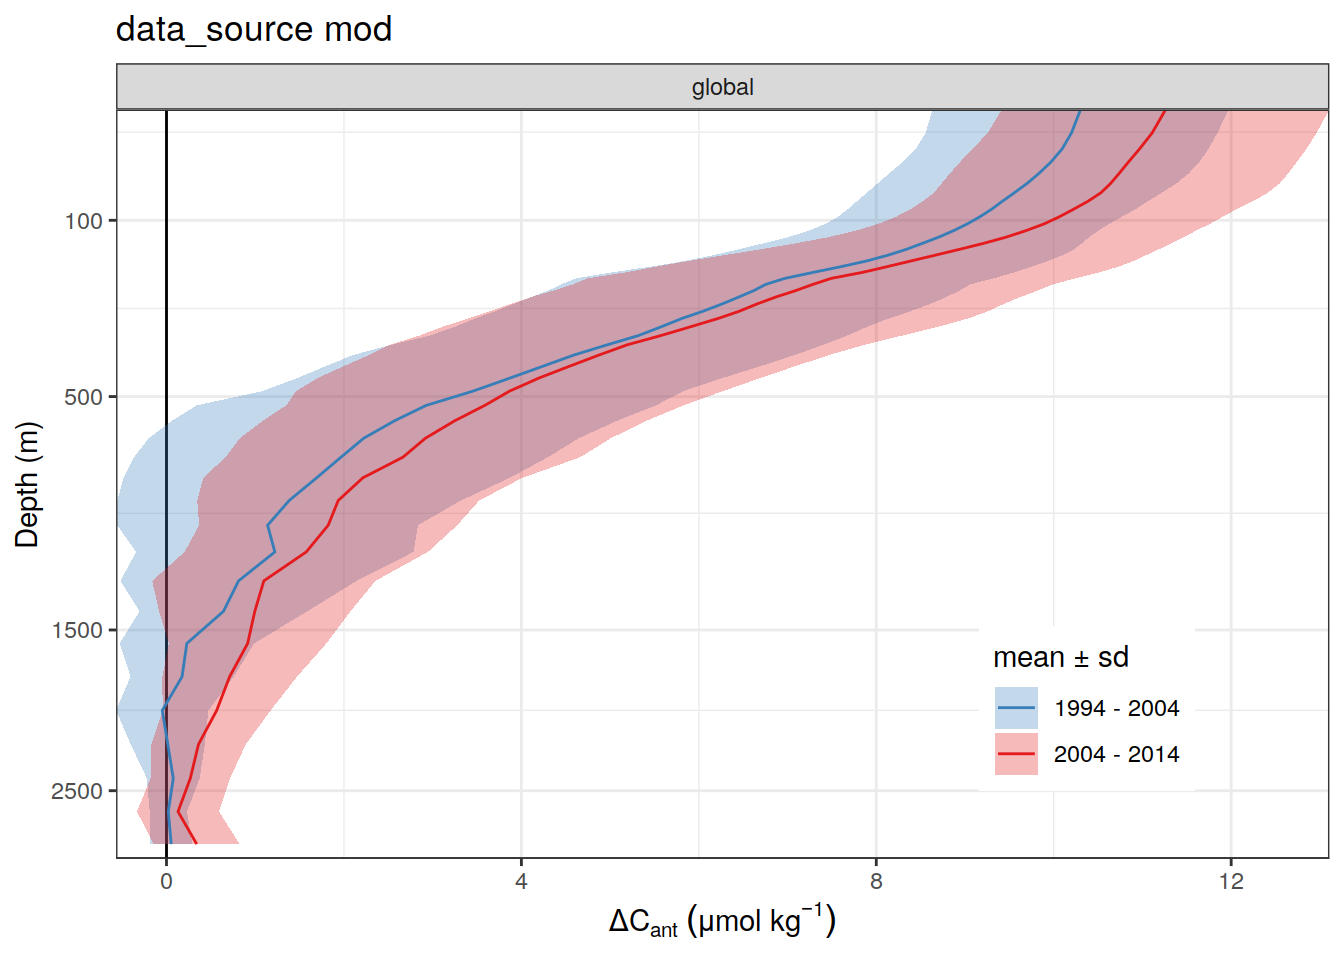 data_source mod
global
100
500
1500
2500
Depth (m)
mean ± sd
1994 - 2004
2004 - 2014
0 4 8 12
ΔCant (μmol kg−1)